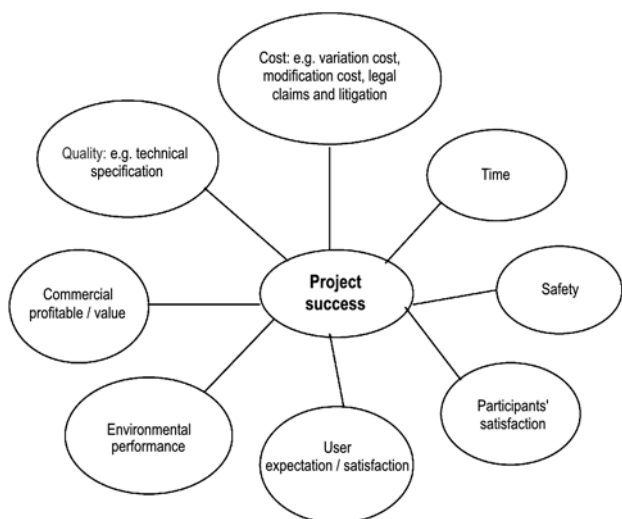 Cost: e.g. variation cost,
modification cost, legal
claims and litigation
Quality: e.g. technical
specification
Time
Project
success
Commercial
profitable / value
Safety
Environmental
performance
User
expectation / satisfaction
Participants'
satisfaction